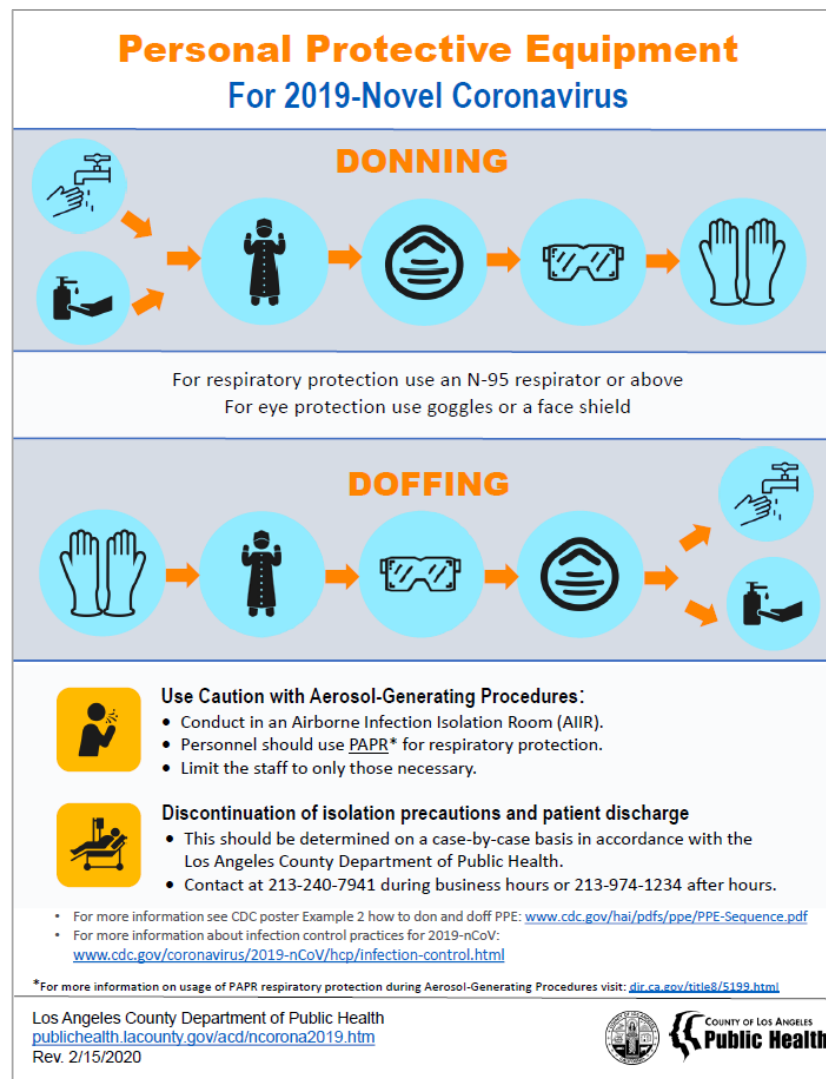 Personal Protective Equipment
For 2019-Novel Coronavirus
DONNING
For respiratory protection use an N-95 respirator or above
For eye protection use goggles or a face shield
DOFFING
Use Caution with Aerosol-Generating Procedures:
• Conduct in an Airborne Infection Isolation Room (AIIR).
• Personnel should use PAPR* for respiratory protection.
• Limit the staff to only those necessary.
Discontinuation of isolation precautions and patient discharge
• This should be determined on a case-by-case basis in accordance with the
Los Angeles County Department of Public Health.
• Contact at 213-240-7941 during business hours or 213-974-1234 after hours.
• For more information see CDC poster Example 2 how to don and doff PPE: www.cdc.gov/hai/pdfs/ppe/PPE-Sequence.pdf
• For more information about infection control practices for 2019-nCoV:
www.cdc.gov/coronavirus/2019-nCoV/hcp/infection-control.html
*For more information on usage of PAPR respiratory protection during Aerosol-Generating Procedures visit: dir.ca.gov/title8/5199.html
Los Angeles County Department of Public Health
publichealth.lacounty.gov/acd/ncorona2019.htm
Rev. 2/15/2020
COUNTY OF LOS ANGELES
Public Health